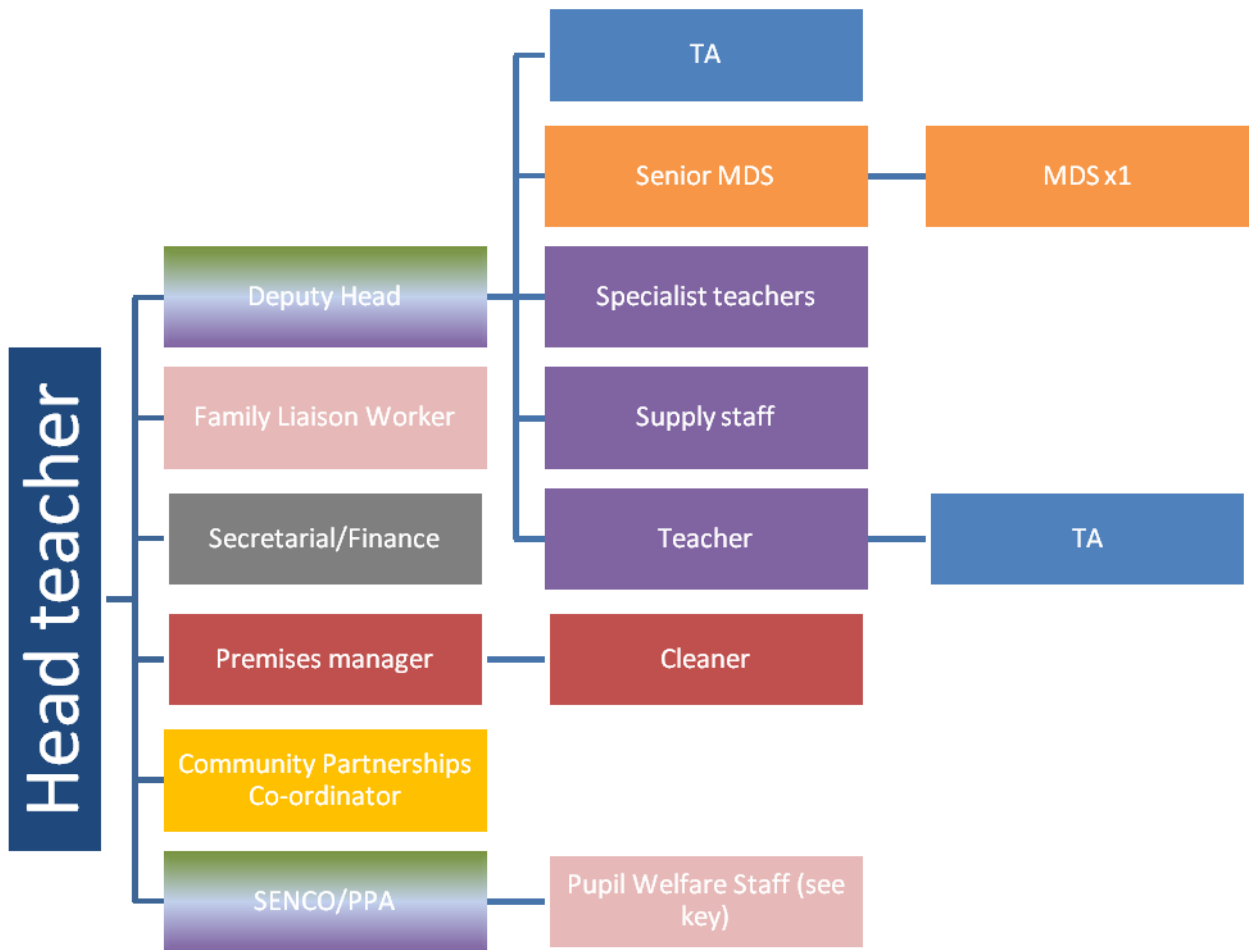 Head teacher
Deputy Head
Family Liaison Worker
Secretarial/Finance
Premises manager
Community Partnerships
Co-ordinator
SENCO/PPA
TA
Senior MDS
Specialist teachers
Supply staff
Teacher
Cleaner
Pupil Welfare Staff (see
key)
MDS x1
TA